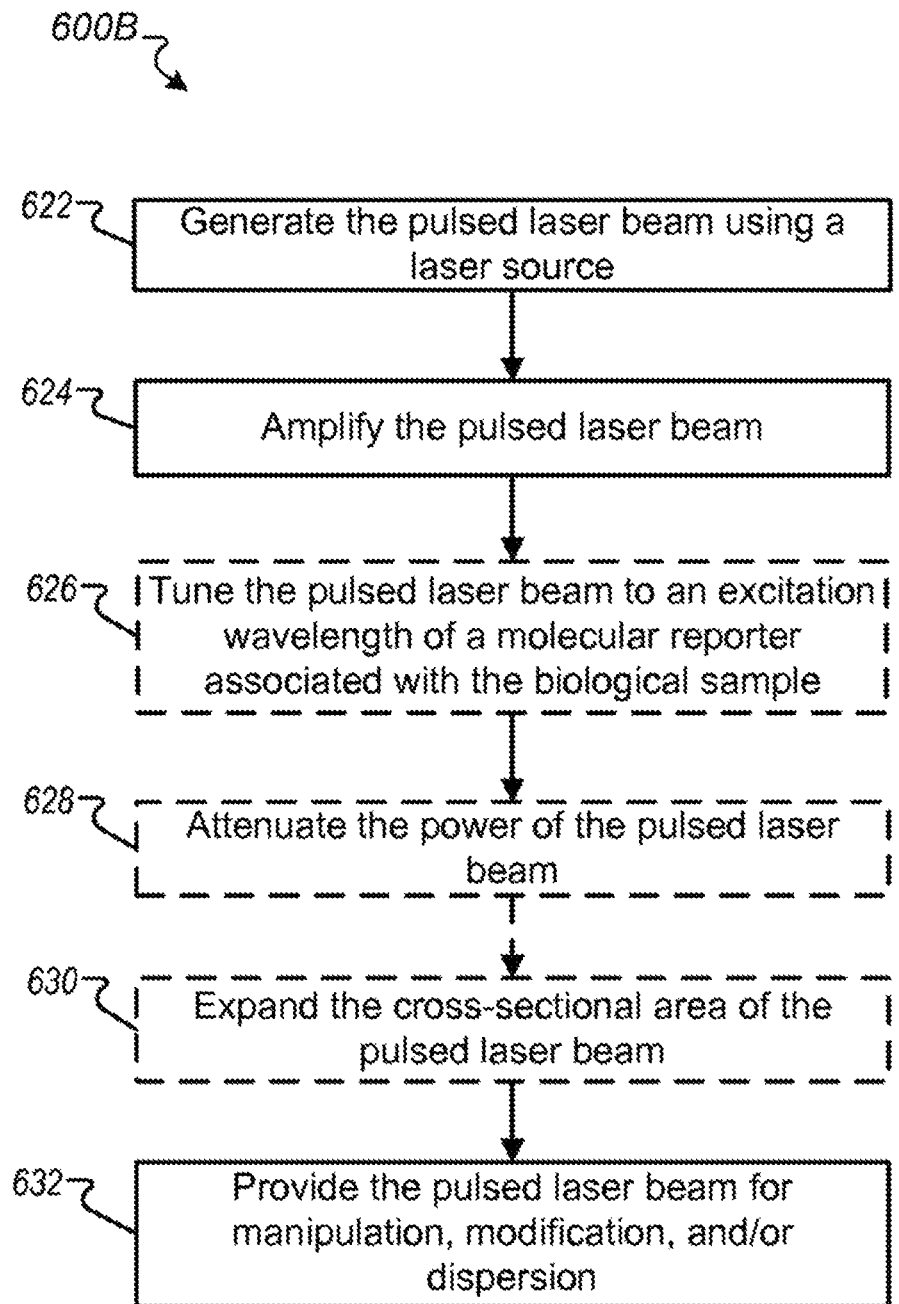 600B
622
Generate the pulsed laser beam using a
laser source
624
Amplify the pulsed laser beam
626
Tune the pulsed laser beam to an excitation
wavelength of a molecular reporter
associated with the biological sample
628
Attenuate the power of the pulsed laser
beam
630
Expand the cross-sectional area of the
pulsed laser beam
632
Provide the pulsed laser beam for
manipulation, modification, and/or
dispersion